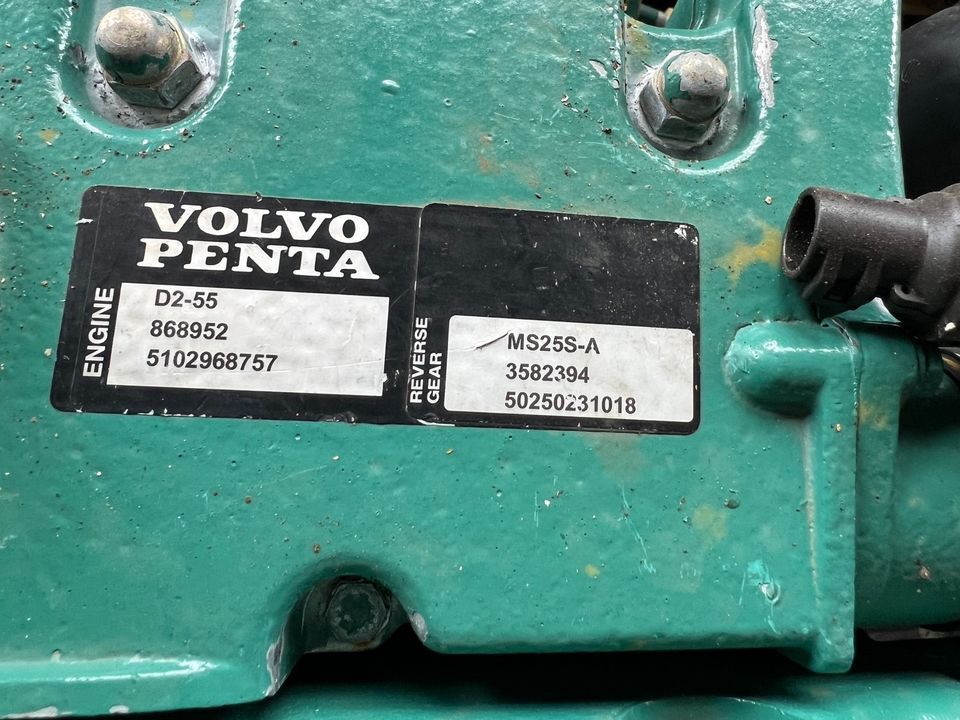 VOLVO
PENTA
ENGINE
D2-55
868952
5102968757
REVERSE
GEAR
MS25S-A
3582394
50250231018